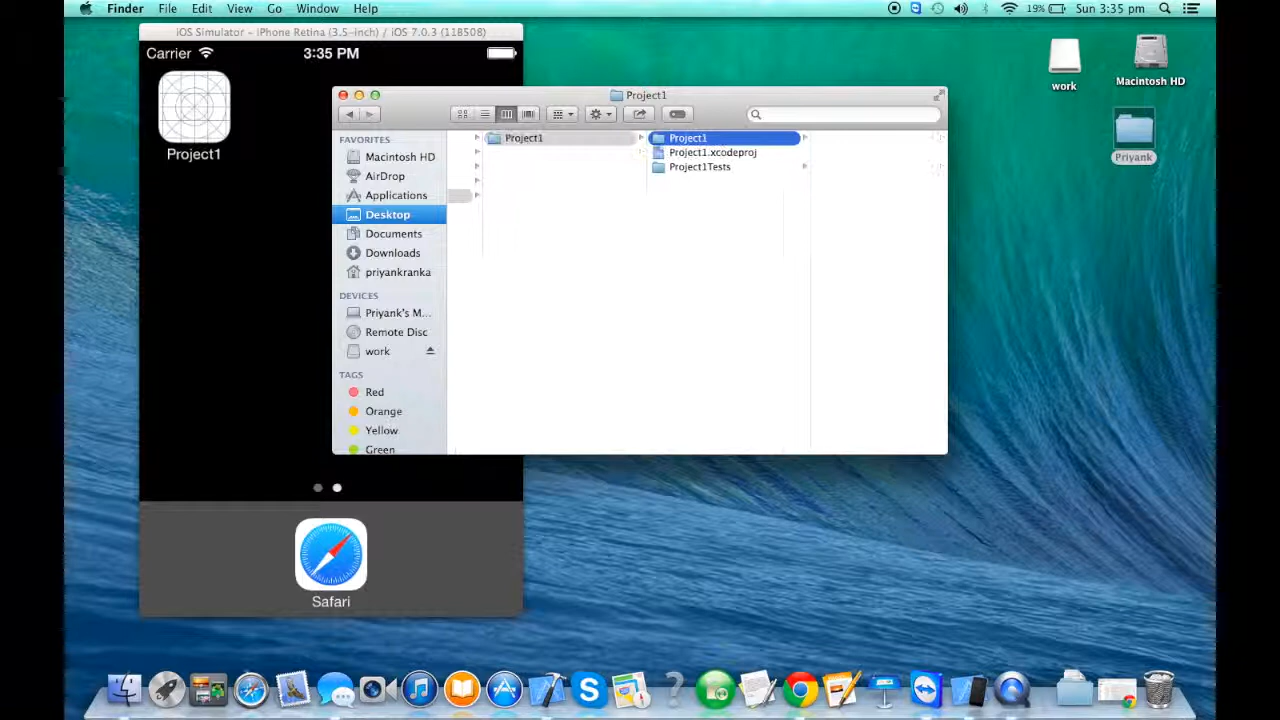 Finder File Edit View Go Window Help 19% Sun 3:35 pm
iOS Simulator - iPhone Retina (3.5-inch) / iOS 7.0.3 (11B508)
Carrier 3:35 PM
Project1
Safari
Project1
FAVORITES
Macintosh HD
AirDrop
Applications
Desktop
Documents
Downloads
priyankranka
DEVICES
Priyank's M...
Remote Disc
work
TAGS
Red
Orange
Yellow
Green
Project1
Project1
Project1.xcodeproj
Project1Tests
work
Macintosh HD
Priyank